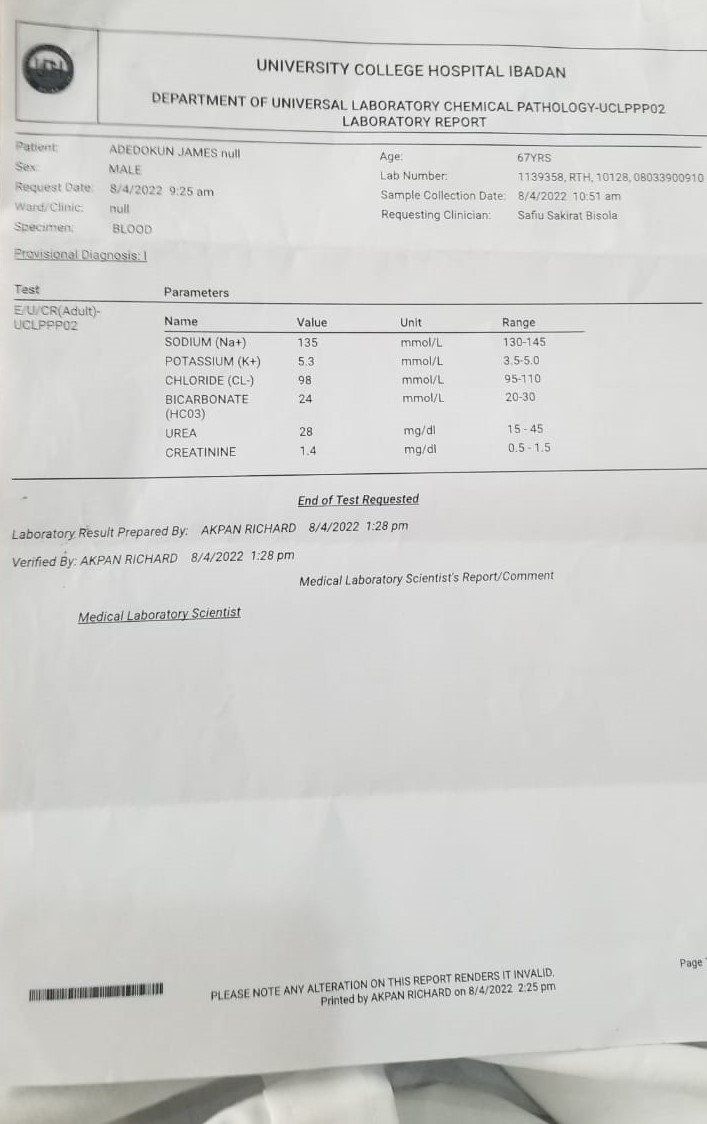 UNIVERSITY COLLEGE HOSPITAL IBADAN
DEPARTMENT OF UNIVERSAL LABORATORY CHEMICAL PATHOLOGY-UCLPPP02
LABORATORY REPORT
Patient: ADEDOKUN JAMES null
Sex: MALE
Request Date: 8/4/2022 9:25 am
Ward/Clinic: null
Specimen: BLOOD
Age: 67YRS
Lab Number: 1139358, RTH, 10128, 08033900910
Sample Collection Date: 8/4/2022 10:51 am
Requesting Clinician: Safiu Sakirat Bisola
Provisional Diagnosis: I
Test Parameters
E/U/CR(Adult)-
UCLPPP02
Name Value Unit Range
SODIUM (Na+) 135 mmol/L 130-145
POTASSIUM (K+) 5.3 mmol/L 3.5-5.0
CHLORIDE (CL-) 98 mmol/L 95-110
BICARBONATE 24 mmol/L 20-30
(HC03)
UREA 28 mg/dl 15 - 45
CREATININE 1.4 mg/dl 0.5 - 1.5
End of Test Requested
Laboratory Result Prepared By: AKPAN RICHARD 8/4/2022 1:28 pm
Verified By: AKPAN RICHARD 8/4/2022 1:28 pm
Medical Laboratory Scientist's Report/Comment
Medical Laboratory Scientist
Page
PLEASE NOTE ANY ALTERATION ON THIS REPORT RENDERS IT INVALID.
Printed by AKPAN RICHARD on 8/4/2022 2:25 pm